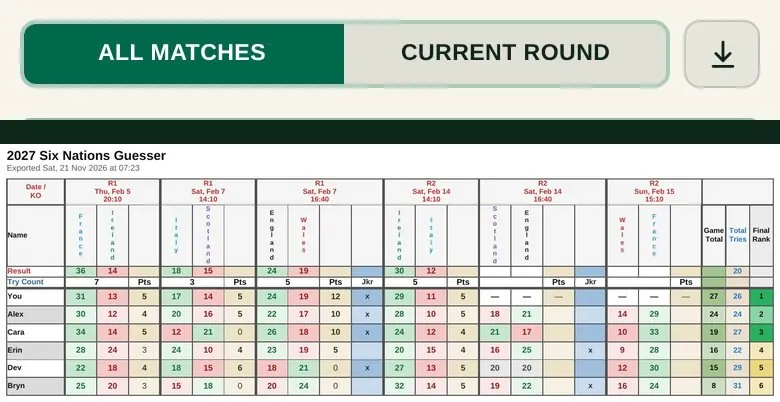 ALL MATCHES CURRENT ROUND
2027 Six Nations Guesser
Exported Sat, 21 Nov 2026 at 07:23
Date / KO R1 Thu, Feb 5 20:10 R1 Sat, Feb 7 14:10 R1 Sat, Feb 7 16:40 R2 Sat, Feb 14 14:10 R2 Sat, Feb 14 16:40 R2 Sun, Feb 15 15:10
Name France Ireland Italy Scotland England Wales Ireland Italy Scotland England Wales France Game Total Total Tries Final Rank
Result 36 14 18 15 24 19 30 12 20
Try Count 7 Pts 3 Pts 5 Pts Jkr 5 Pts Pts Jkr Pts
You 31 13 5 17 14 5 24 19 12 x 29 11 5 — — — — — — 27 26 1
Alex 30 12 4 20 16 5 26 17 10 x 28 10 5 18 21 14 29 24 24 2
Cara 34 14 5 12 21 0 26 18 10 x 24 12 4 21 17 10 33 19 27 3
Erin 28 24 3 24 10 4 23 19 5 20 15 4 16 25 x 9 28 16 32 4
Dev 22 18 4 18 15 6 18 21 0 x 24 16 5 20 20 12 30 15 29 5
Bryn 25 20 3 15 18 0 24 17 5 32 14 5 19 22 x 16 24 8 31 6